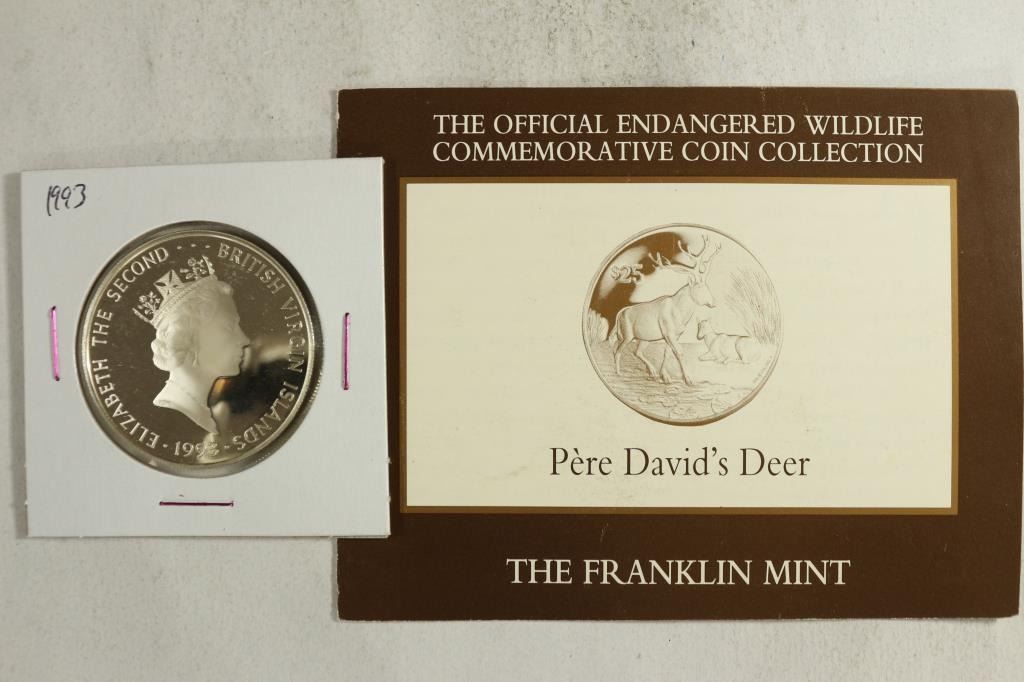 1993
ELIZABETH THE SECOND · · · BRITISH VIRGIN ISLANDS
· 1993 ·
THE OFFICIAL ENDANGERED WILDLIFE
COMMEMORATIVE COIN COLLECTION
$25
Père David's Deer
THE FRANKLIN MINT